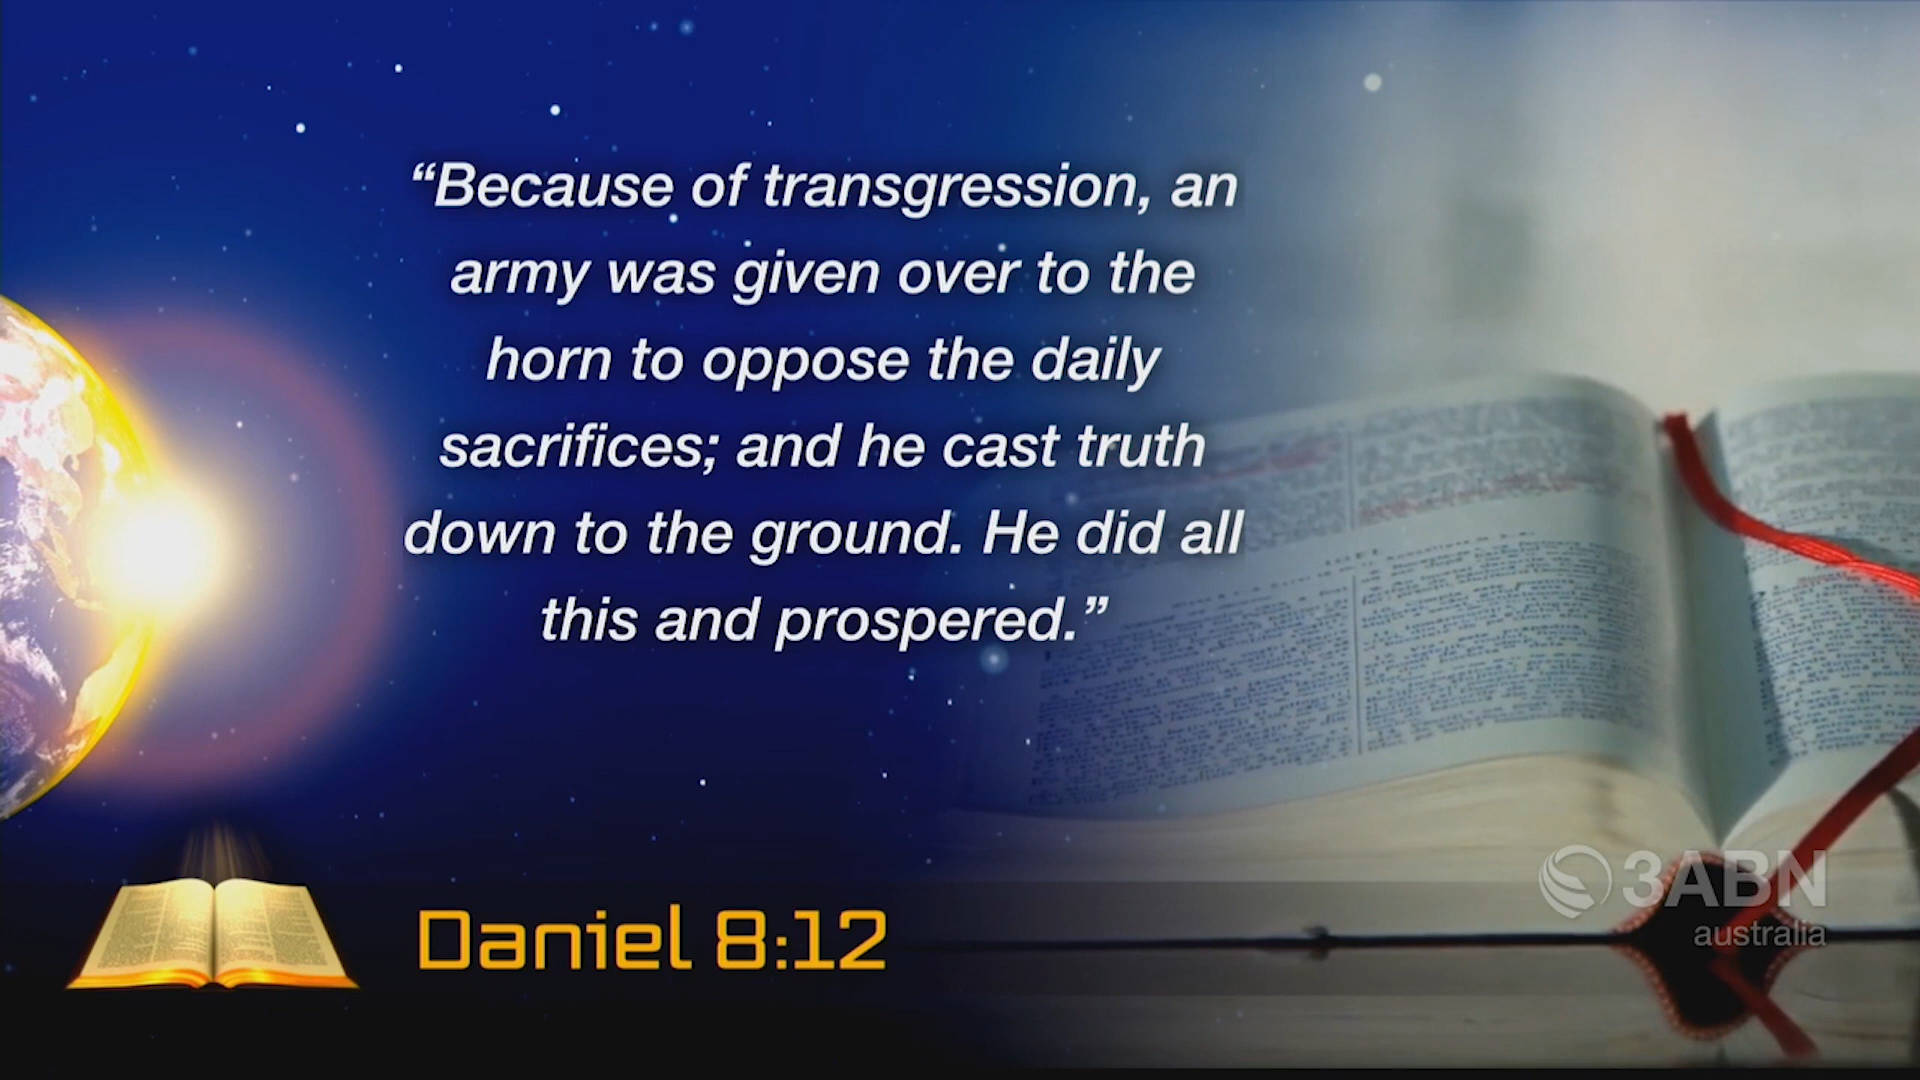 “Because of transgression, an
army was given over to the
horn to oppose the daily
sacrifices; and he cast truth
down to the ground. He did all
this and prospered.”
Daniel 8:12
3ABN
australia